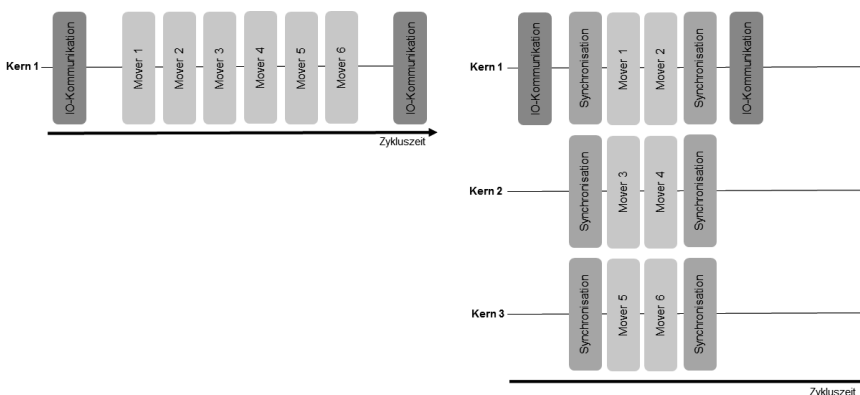 Kern 1
IO-Kommunikation
Mover 1
Mover 2
Mover 3
Mover 4
Mover 5
Mover 6
IO-Kommunikation
Zykluszeit
Kern 1
IO-Kommunikation
Synchronisation
Mover 1
Mover 2
Synchronisation
IO-Kommunikation
Kern 2
Synchronisation
Mover 3
Mover 4
Synchronisation
Kern 3
Synchronisation
Mover 5
Mover 6
Synchronisation
Zykluszeit